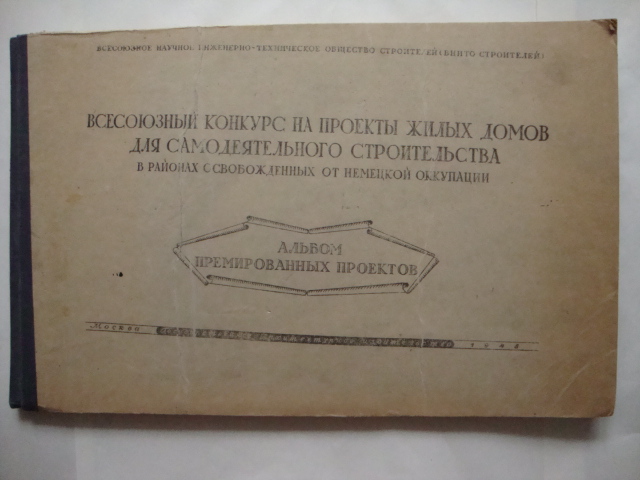 ВСЕСОЮЗНОЕ НАУЧНОЕ ИНЖЕНЕРНО-ТЕХНИЧЕСКОЕ ОБЩЕСТВО СТРОИТЕЛЕЙ (ВНИТО СТРОИТЕЛЕЙ)
ВСЕСОЮЗНЫЙ КОНКУРС НА ПРОЕКТЫ ЖИЛЫХ ДОМОВ
ДЛЯ САМОДЕЯТЕЛЬНОГО СТРОИТЕЛЬСТВА
В РАЙОНАХ ОСВОБОЖДЕННЫХ ОТ НЕМЕЦКОЙ ОККУПАЦИИ
АЛЬБОМ
ПРЕМИРОВАННЫХ ПРОЕКТОВ
Москва